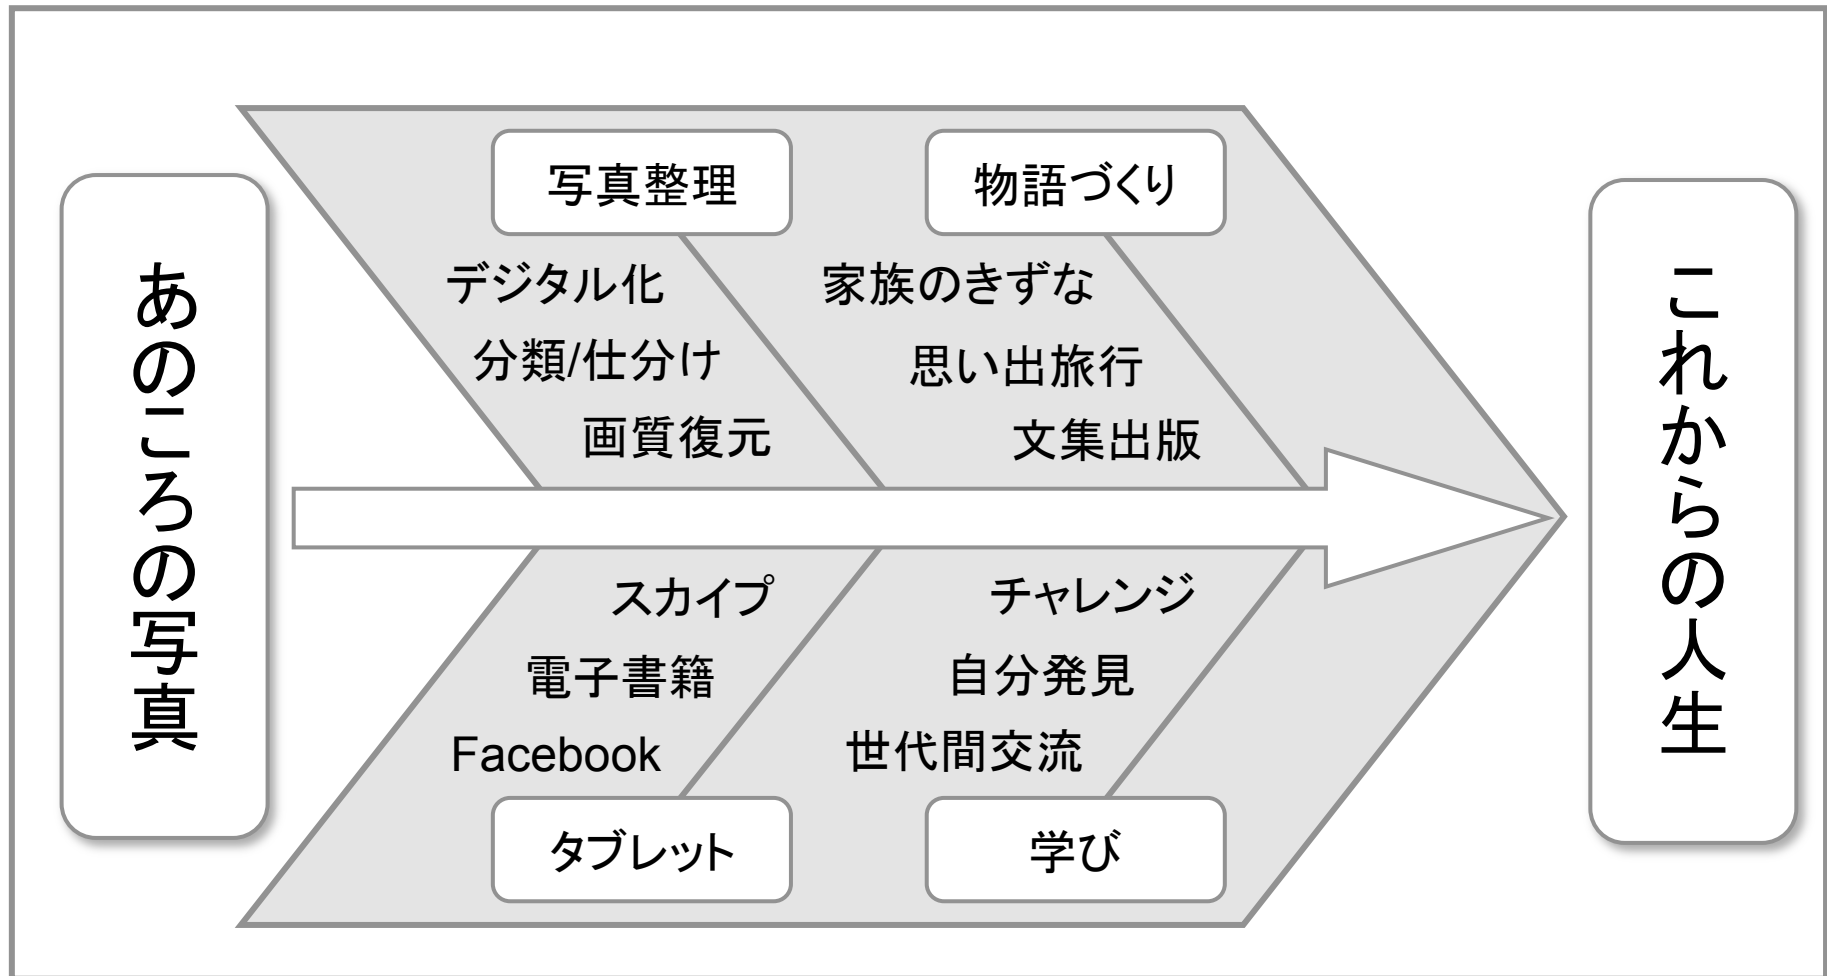 あのころの写真
写真整理
デジタル化
分類/仕分け
画質復元
物語づくり
家族のきずな
思い出旅行
文集出版
スカイプ
電子書籍
Facebook
タブレット
チャレンジ
自分発見
世代間交流
学び
これからの人生